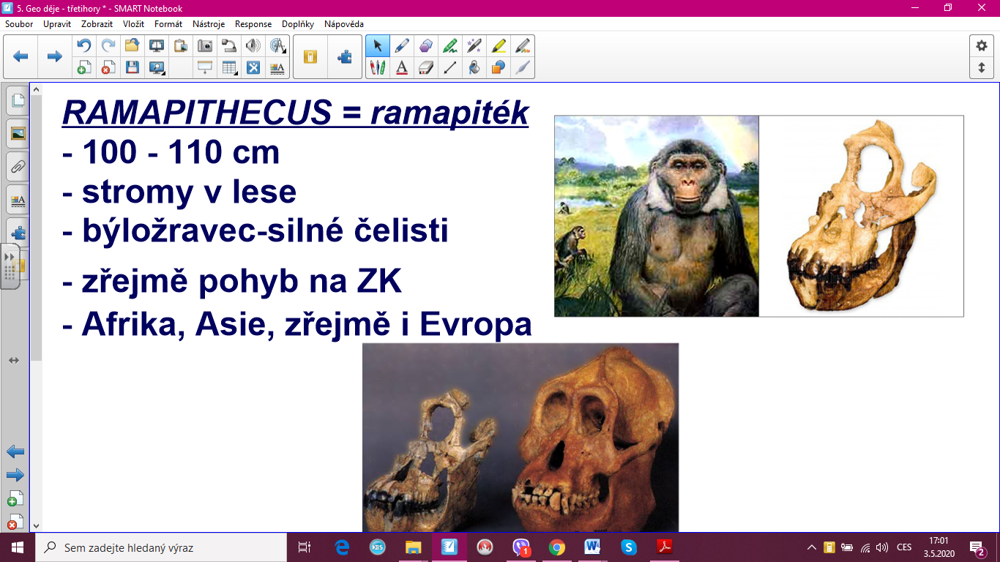 5. Geo děje - třetihory * - SMART Notebook
Soubor Upravit Zobrazit Vložit Formát Nástroje Response Doplňky Nápověda
RAMAPITHECUS = ramapiték
- 100 - 110 cm
- stromy v lese
- býložravec-silné čelisti
- zřejmě pohyb na ZK
- Afrika, Asie, zřejmě i Evropa
Sem zadejte hledaný výraz
CES
17:01
3.5.2020